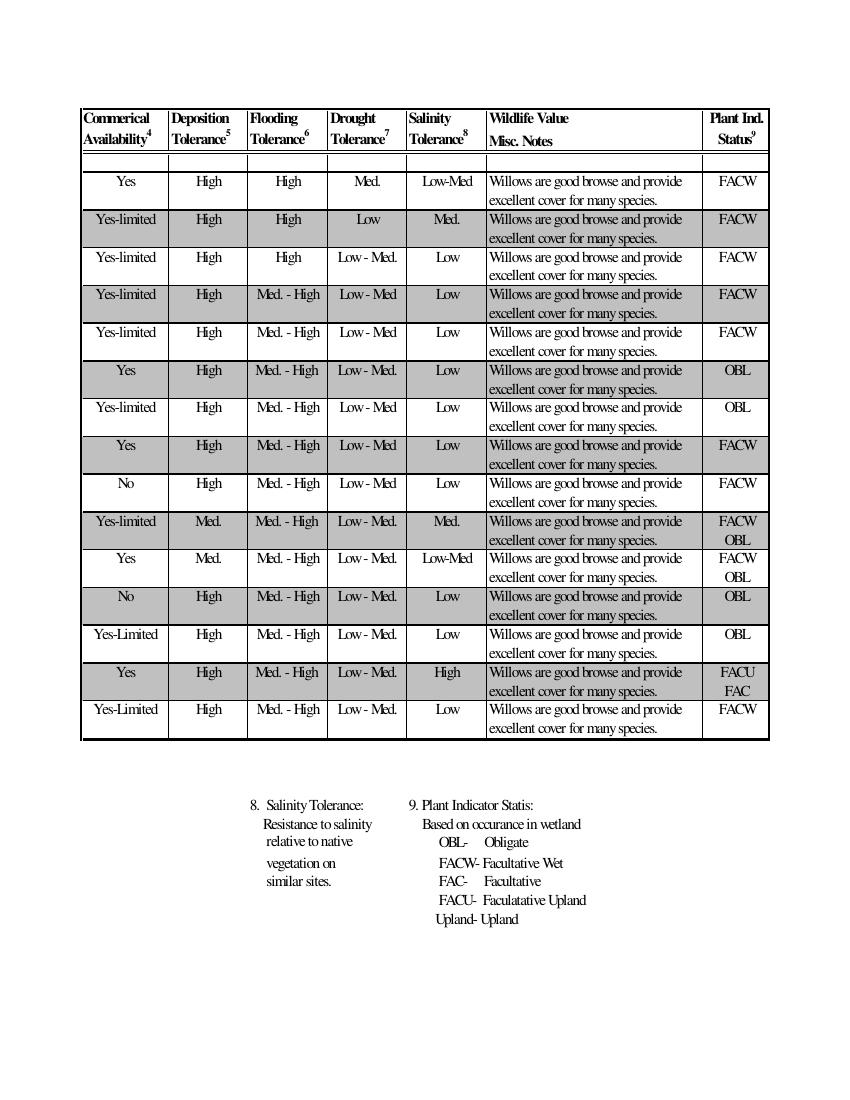 Commerical Deposition Flooding Drought Salinity Wildlife Value Plant Ind.
Availability4 Tolerance5 Tolerance6 Tolerance7 Tolerance8 Misc. Notes Status9
Yes High High Med. Low-Med Willows are good browse and provide FACW
excellent cover for many species.
Yes-limited High High Low Med. Willows are good browse and provide FACW
excellent cover for many species.
Yes-limited High High Low - Med. Low Willows are good browse and provide FACW
excellent cover for many species.
Yes-limited High Med. - High Low - Med Low Willows are good browse and provide FACW
excellent cover for many species.
Yes-limited High Med. - High Low - Med Low Willows are good browse and provide FACW
excellent cover for many species.
Yes High Med. - High Low - Med. Low Willows are good browse and provide OBL
excellent cover for many species.
Yes-limited High Med. - High Low - Med Low Willows are good browse and provide OBL
excellent cover for many species.
Yes High Med. - High Low - Med Low Willows are good browse and provide FACW
excellent cover for many species.
No High Med. - High Low - Med Low Willows are good browse and provide FACW
excellent cover for many species.
Yes-limited Med. Med. - High Low - Med. Med. Willows are good browse and provide FACW
excellent cover for many species. OBL
Yes Med. Med. - High Low - Med. Low-Med Willows are good browse and provide FACW
excellent cover for many species. OBL
No High Med. - High Low - Med. Low Willows are good browse and provide OBL
excellent cover for many species.
Yes-Limited High Med. - High Low - Med. Low Willows are good browse and provide OBL
excellent cover for many species.
Yes High Med. - High Low - Med. High Willows are good browse and provide FACU
excellent cover for many species. FAC
Yes-Limited High Med. - High Low - Med. Low Willows are good browse and provide FACW
excellent cover for many species.
8. Salinity Tolerance:
Resistance to salinity
relative to native
vegetation on
similar sites.
9. Plant Indicator Statis:
Based on occurance in wetland
OBL- Obligate
FACW- Facultative Wet
FAC- Facultative
FACU- Faculatative Upland
Upland- Upland